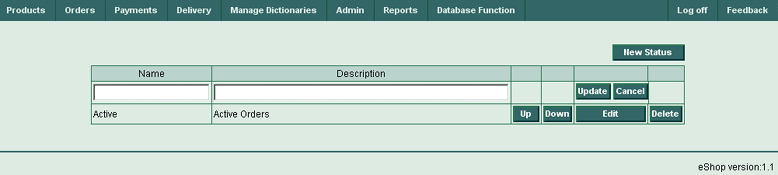 Products Orders Payments Delivery Manage Dictionaries Admin Reports Database Function Log off Feedback
New Status
Name Description
Update Cancel
Active Active Orders Up Down Edit Delete
eShop version:1.1